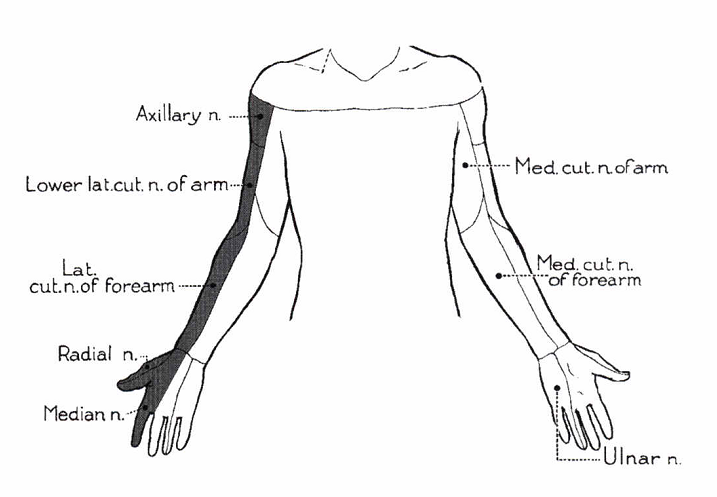 Axillary n.
Lower lat.cut. n. of arm
Lat.
cut.n.of forearm
Radial n.
Median n.
Med. cut. n. of arm
Med. cut. n.
of forearm
Ulnar n.